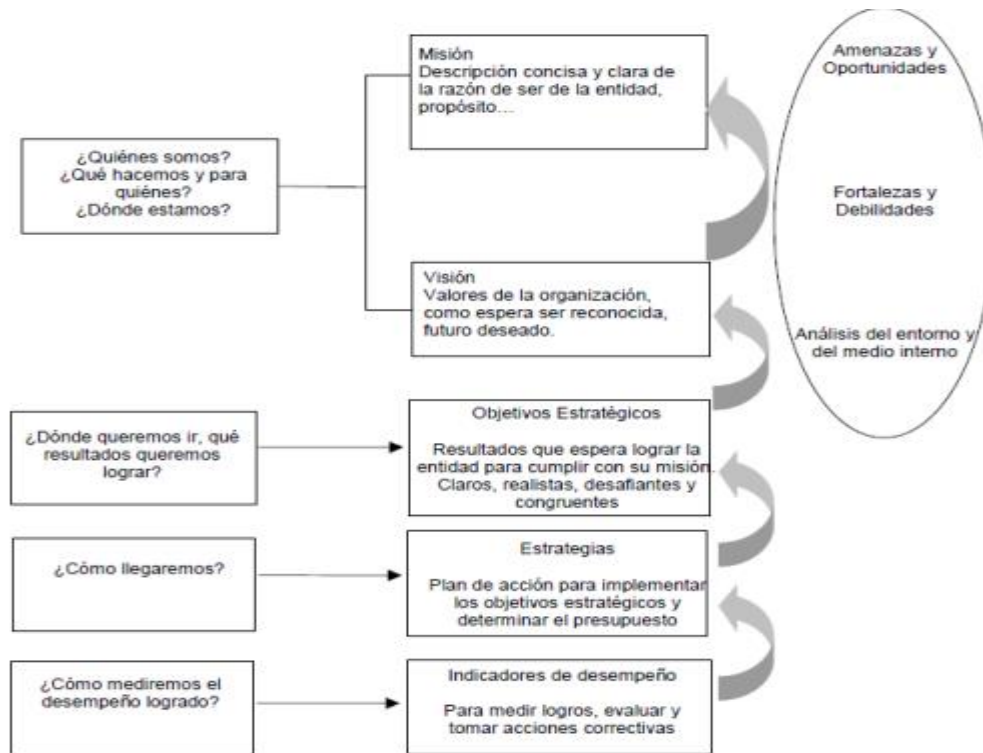 Misión
Descripción concisa y clara de
la razón de ser de la entidad,
propósito...
Amenazas y
Oportunidades
¿Quiénes somos?
¿Qué hacemos y para
quiénes?
¿Dónde estamos?
Fortalezas y
Debilidades
Visión
Valores de la organización,
como espera ser reconocida,
futuro deseado.
Análisis del entorno y
del medio interno
¿Dónde queremos ir, qué
resultados queremos
lograr?
Objetivos Estratégicos
Resultados que espera lograr la
entidad para cumplir con su misión.
Claros, realistas, desafiantes y
congruentes
¿Cómo llegaremos?
Estrategias
Plan de acción para implementar
los objetivos estratégicos y
determinar el presupuesto
¿Cómo mediremos el
desempeño logrado?
Indicadores de desempeño
Para medir logros, evaluar y
tomar acciones correctivas